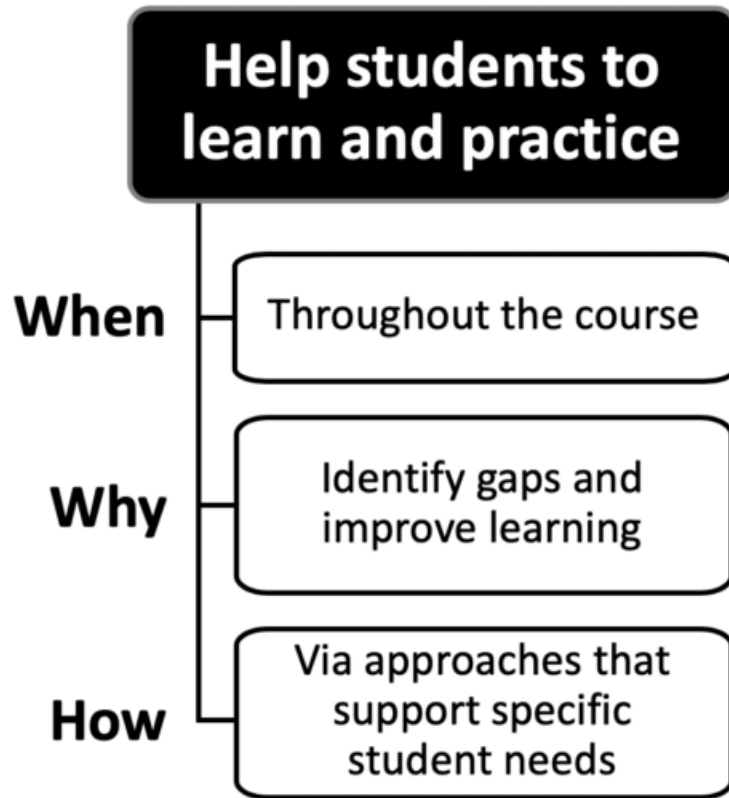 Help students to
learn and practice
When
Throughout the course
Why
Identify gaps and
improve learning
How
Via approaches that
support specific
student needs